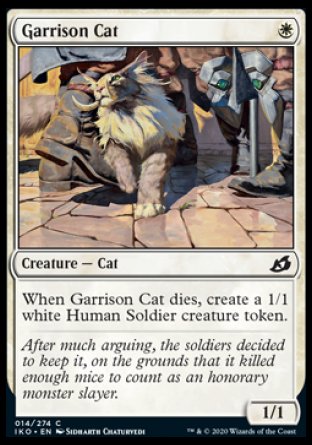 Garrison Cat
Creature — Cat
When Garrison Cat dies, create a 1/1
white Human Soldier creature token.
After much arguing, the soldiers decided
to keep it, on the grounds that it killed
enough mice to count as an honorary
monster slayer.
1/1
014/274 C
IKO • EN SIDHARTH CHATURVEDI
™ & © 2020 Wizards of the Coast